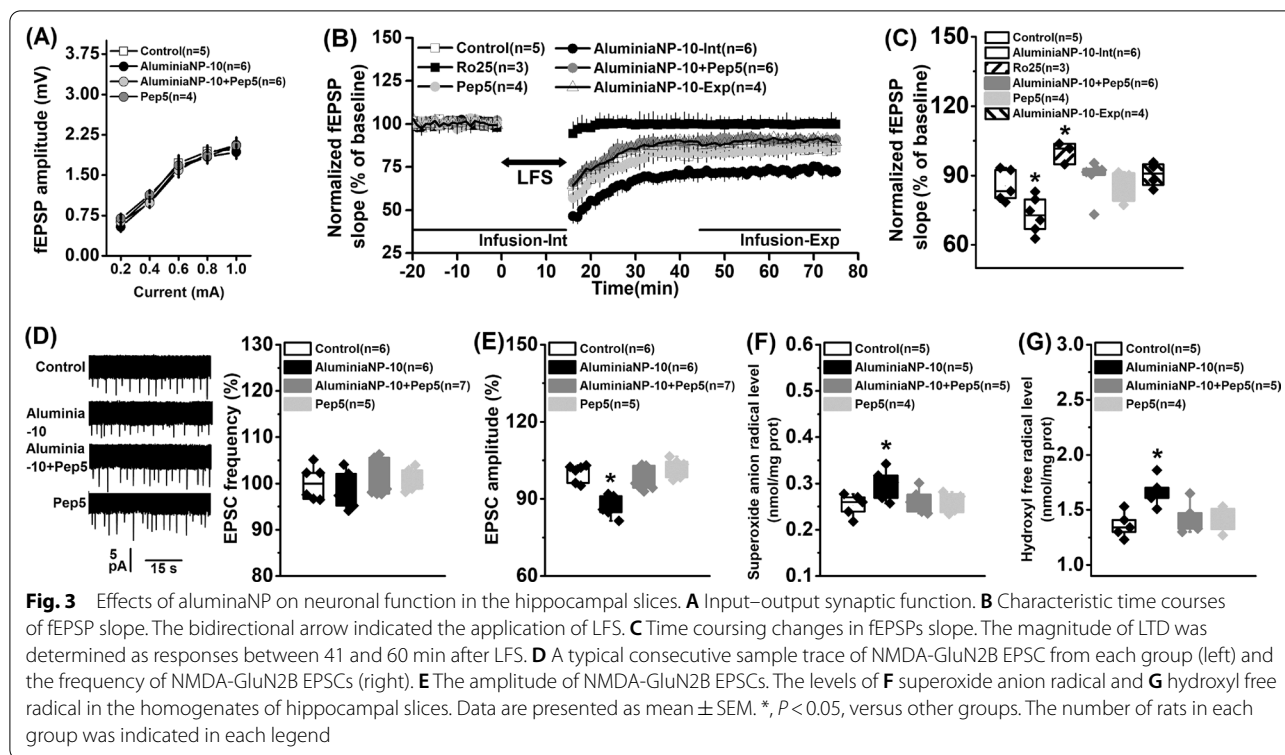 (A)
Control(n=5)
AluminiaNP-10(n=6)
AluminiaNP-10+Pep5(n=6)
Pep5(n=4)
fEPSP amplitude (mV)
3.75
3.00
2.25
1.50
0.75
0.00
0.2 0.4 0.6 0.8 1.0
Current (mA)
(B)
Control(n=5)
Ro25(n=3)
Pep5(n=4)
AluminiaNP-10-Int(n=6)
AluminiaNP-10+Pep5(n=6)
AluminiaNP-10-Exp(n=4)
Normalized fEPSP
slope (% of baseline)
150
125
100
75
50
25
LFS
Infusion-Int
Infusion-Exp
-20 -10 0 10 20 30 40 50 60 70 80
Time(min)
(C)
Control(n=5)
AluminiaNP-10-Int(n=6)
Ro25(n=3)
AluminiaNP-10+Pep5(n=6)
Pep5(n=4)
AluminiaNP-10-Exp(n=4)
Normalized fEPSP
slope (% of baseline)
150
120
90
60
*
*
(D)
Control
Aluminia
-10
Aluminia
-10+Pep5
Pep5
5
pA
15 s
Control(n=6)
AluminiaNP-10(n=6)
AluminiaNP-10+Pep5(n=7)
Pep5(n=5)
EPSC frequency (%)
130
120
110
100
90
80
(E)
Control(n=6)
AluminiaNP-10(n=6)
AluminiaNP-10+Pep5(n=7)
Pep5(n=5)
EPSC amplitude (%)
150
120
90
60
*
(F)
Control(n=5)
AluminiaNP-10(n=5)
AluminiaNP-10+Pep5(n=5)
Pep5(n=4)
Superoxide anion radical level
(nmol/mg prot)
0.6
0.5
0.4
0.3
0.2
0.1
*
(G)
Control(n=5)
AluminiaNP-10(n=5)
AluminiaNP-10+Pep5(n=5)
Pep5(n=4)
Hydroxyl free radical level
(nmol/mg prot)
3.0
2.5
2.0
1.5
1.0
*
Fig. 3 Effects of aluminaNP on neuronal function in the hippocampal slices. A Input–output synaptic function. B Characteristic time courses
of fEPSP slope. The bidirectional arrow indicated the application of LFS. C Time coursing changes in fEPSPs slope. The magnitude of LTD was
determined as responses between 41 and 60 min after LFS. D A typical consecutive sample trace of NMDA-GluN2B EPSC from each group (left) and
the frequency of NMDA-GluN2B EPSCs (right). E The amplitude of NMDA-GluN2B EPSCs. The levels of F superoxide anion radical and G hydroxyl free
radical in the homogenates of hippocampal slices. Data are presented as mean ± SEM. *, P < 0.05, versus other groups. The number of rats in each
group was indicated in each legend